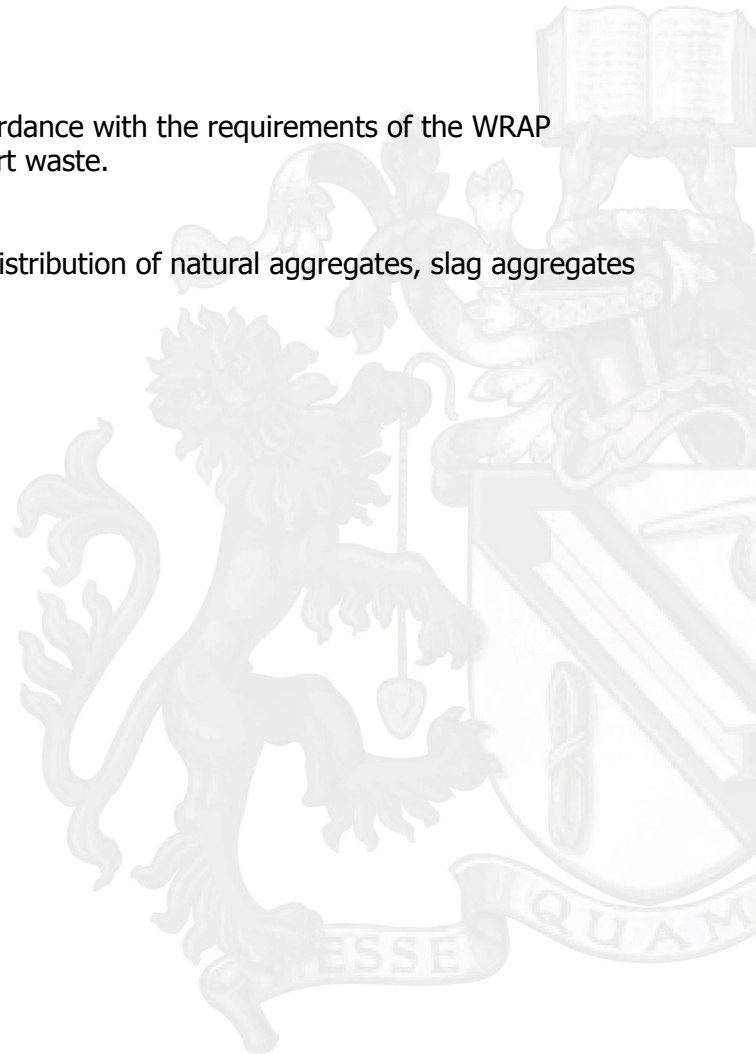 rdance with the requirements of the WRAP
rt waste.
istribution of natural aggregates, slag aggregates
ESSE QUAM